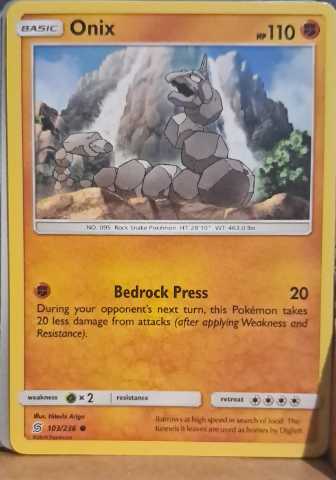 BASIC Onix HP 110
NO. 095 Rock Snake Pokémon HT: 28'10" WT: 463.0 lbs.
Bedrock Press 20
During your opponent's next turn, this Pokémon takes
20 less damage from attacks (after applying Weakness and
Resistance).
weakness × 2 resistance retreat
Illus. Hitoshi Ariga
103/236
Burrows at high speed in search of food. The
tunnels it leaves are used as homes by Diglett.